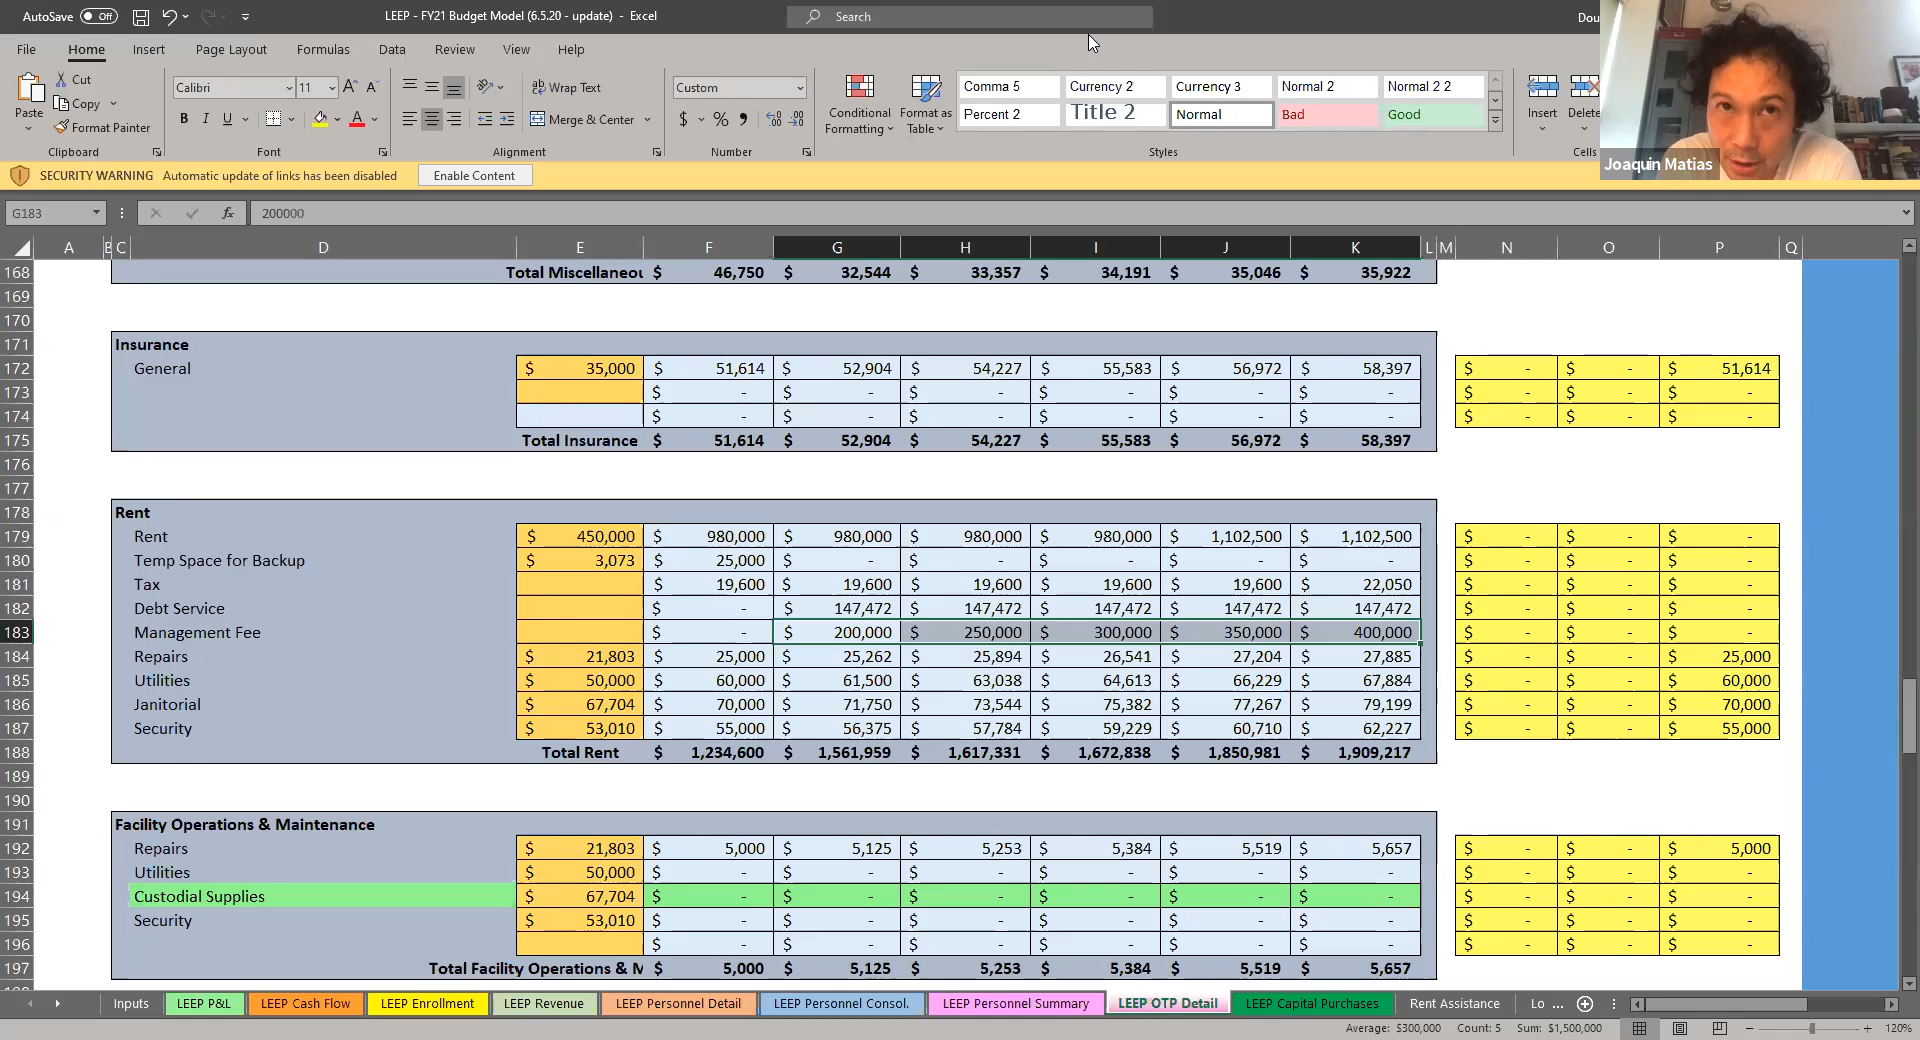 AutoSave Off LEEP - FY21 Budget Model (6.5.20 - update) - Excel Search Dou
File Home Insert Page Layout Formulas Data Review View Help
Paste Cut Copy Format Painter Clipboard
Calibri 11 A A B I U A Font
Wrap Text Merge & Center Alignment
Custom $ % Number
Conditional Formatting Format as Table
Comma 5 Currency 2 Currency 3 Normal 2 Normal 2 2
Percent 2 Title 2 Normal Bad Good
Styles
Insert Delete Cells
Joaquin Matias
SECURITY WARNING Automatic update of links has been disabled Enable Content
G183 fx 200000
A B C D E F G H I J K L M N O P Q
168 Total Miscellaneou $ 46,750 $ 32,544 $ 33,357 $ 34,191 $ 35,046 $ 35,922
169
170
171 Insurance
172 General $ 35,000 $ 51,614 $ 52,904 $ 54,227 $ 55,583 $ 56,972 $ 58,397 $ - $ - $ 51,614
173 $ - $ - $ - $ - $ - $ - $ - $ - $ -
174 $ - $ - $ - $ - $ - $ - $ - $ - $ -
175 Total Insurance $ 51,614 $ 52,904 $ 54,227 $ 55,583 $ 56,972 $ 58,397
176
177
178 Rent
179 Rent $ 450,000 $ 980,000 $ 980,000 $ 980,000 $ 980,000 $ 1,102,500 $ 1,102,500 $ - $ - $ -
180 Temp Space for Backup $ 3,073 $ 25,000 $ - $ - $ - $ - $ - $ - $ - $ -
181 Tax $ 19,600 $ 19,600 $ 19,600 $ 19,600 $ 19,600 $ 22,050 $ - $ - $ -
182 Debt Service $ - $ 147,472 $ 147,472 $ 147,472 $ 147,472 $ 147,472 $ - $ - $ -
183 Management Fee $ - $ 200,000 $ 250,000 $ 300,000 $ 350,000 $ 400,000 $ - $ - $ -
184 Repairs $ 21,803 $ 25,000 $ 25,262 $ 25,894 $ 26,541 $ 27,204 $ 27,885 $ - $ - $ 25,000
185 Utilities $ 50,000 $ 60,000 $ 61,500 $ 63,038 $ 64,613 $ 66,229 $ 67,884 $ - $ - $ 60,000
186 Janitorial $ 67,704 $ 70,000 $ 71,750 $ 73,544 $ 75,382 $ 77,267 $ 79,199 $ - $ - $ 70,000
187 Security $ 53,010 $ 55,000 $ 56,375 $ 57,784 $ 59,229 $ 60,710 $ 62,227 $ - $ - $ 55,000
188 Total Rent $ 1,234,600 $ 1,561,959 $ 1,617,331 $ 1,672,838 $ 1,850,981 $ 1,909,217
189
190
191 Facility Operations & Maintenance
192 Repairs $ 21,803 $ 5,000 $ 5,125 $ 5,253 $ 5,384 $ 5,519 $ 5,657 $ - $ - $ 5,000
193 Utilities $ 50,000 $ - $ - $ - $ - $ - $ - $ - $ - $ -
194 Custodial Supplies $ 67,704 $ - $ - $ - $ - $ - $ - $ - $ - $ -
195 Security $ 53,010 $ - $ - $ - $ - $ - $ - $ - $ - $ -
196 $ - $ - $ - $ - $ - $ - $ - $ - $ -
197 Total Facility Operations & M $ 5,000 $ 5,125 $ 5,253 $ 5,384 $ 5,519 $ 5,657
Inputs LEEP P&L LEEP Cash Flow LEEP Enrollment LEEP Revenue LEEP Personnel Detail LEEP Personnel Consol. LEEP Personnel Summary LEEP OTP Detail LEEP Capital Purchases Rent Assistance Lo ...
Average: $300,000 Count: 5 Sum: $1,500,000 120%